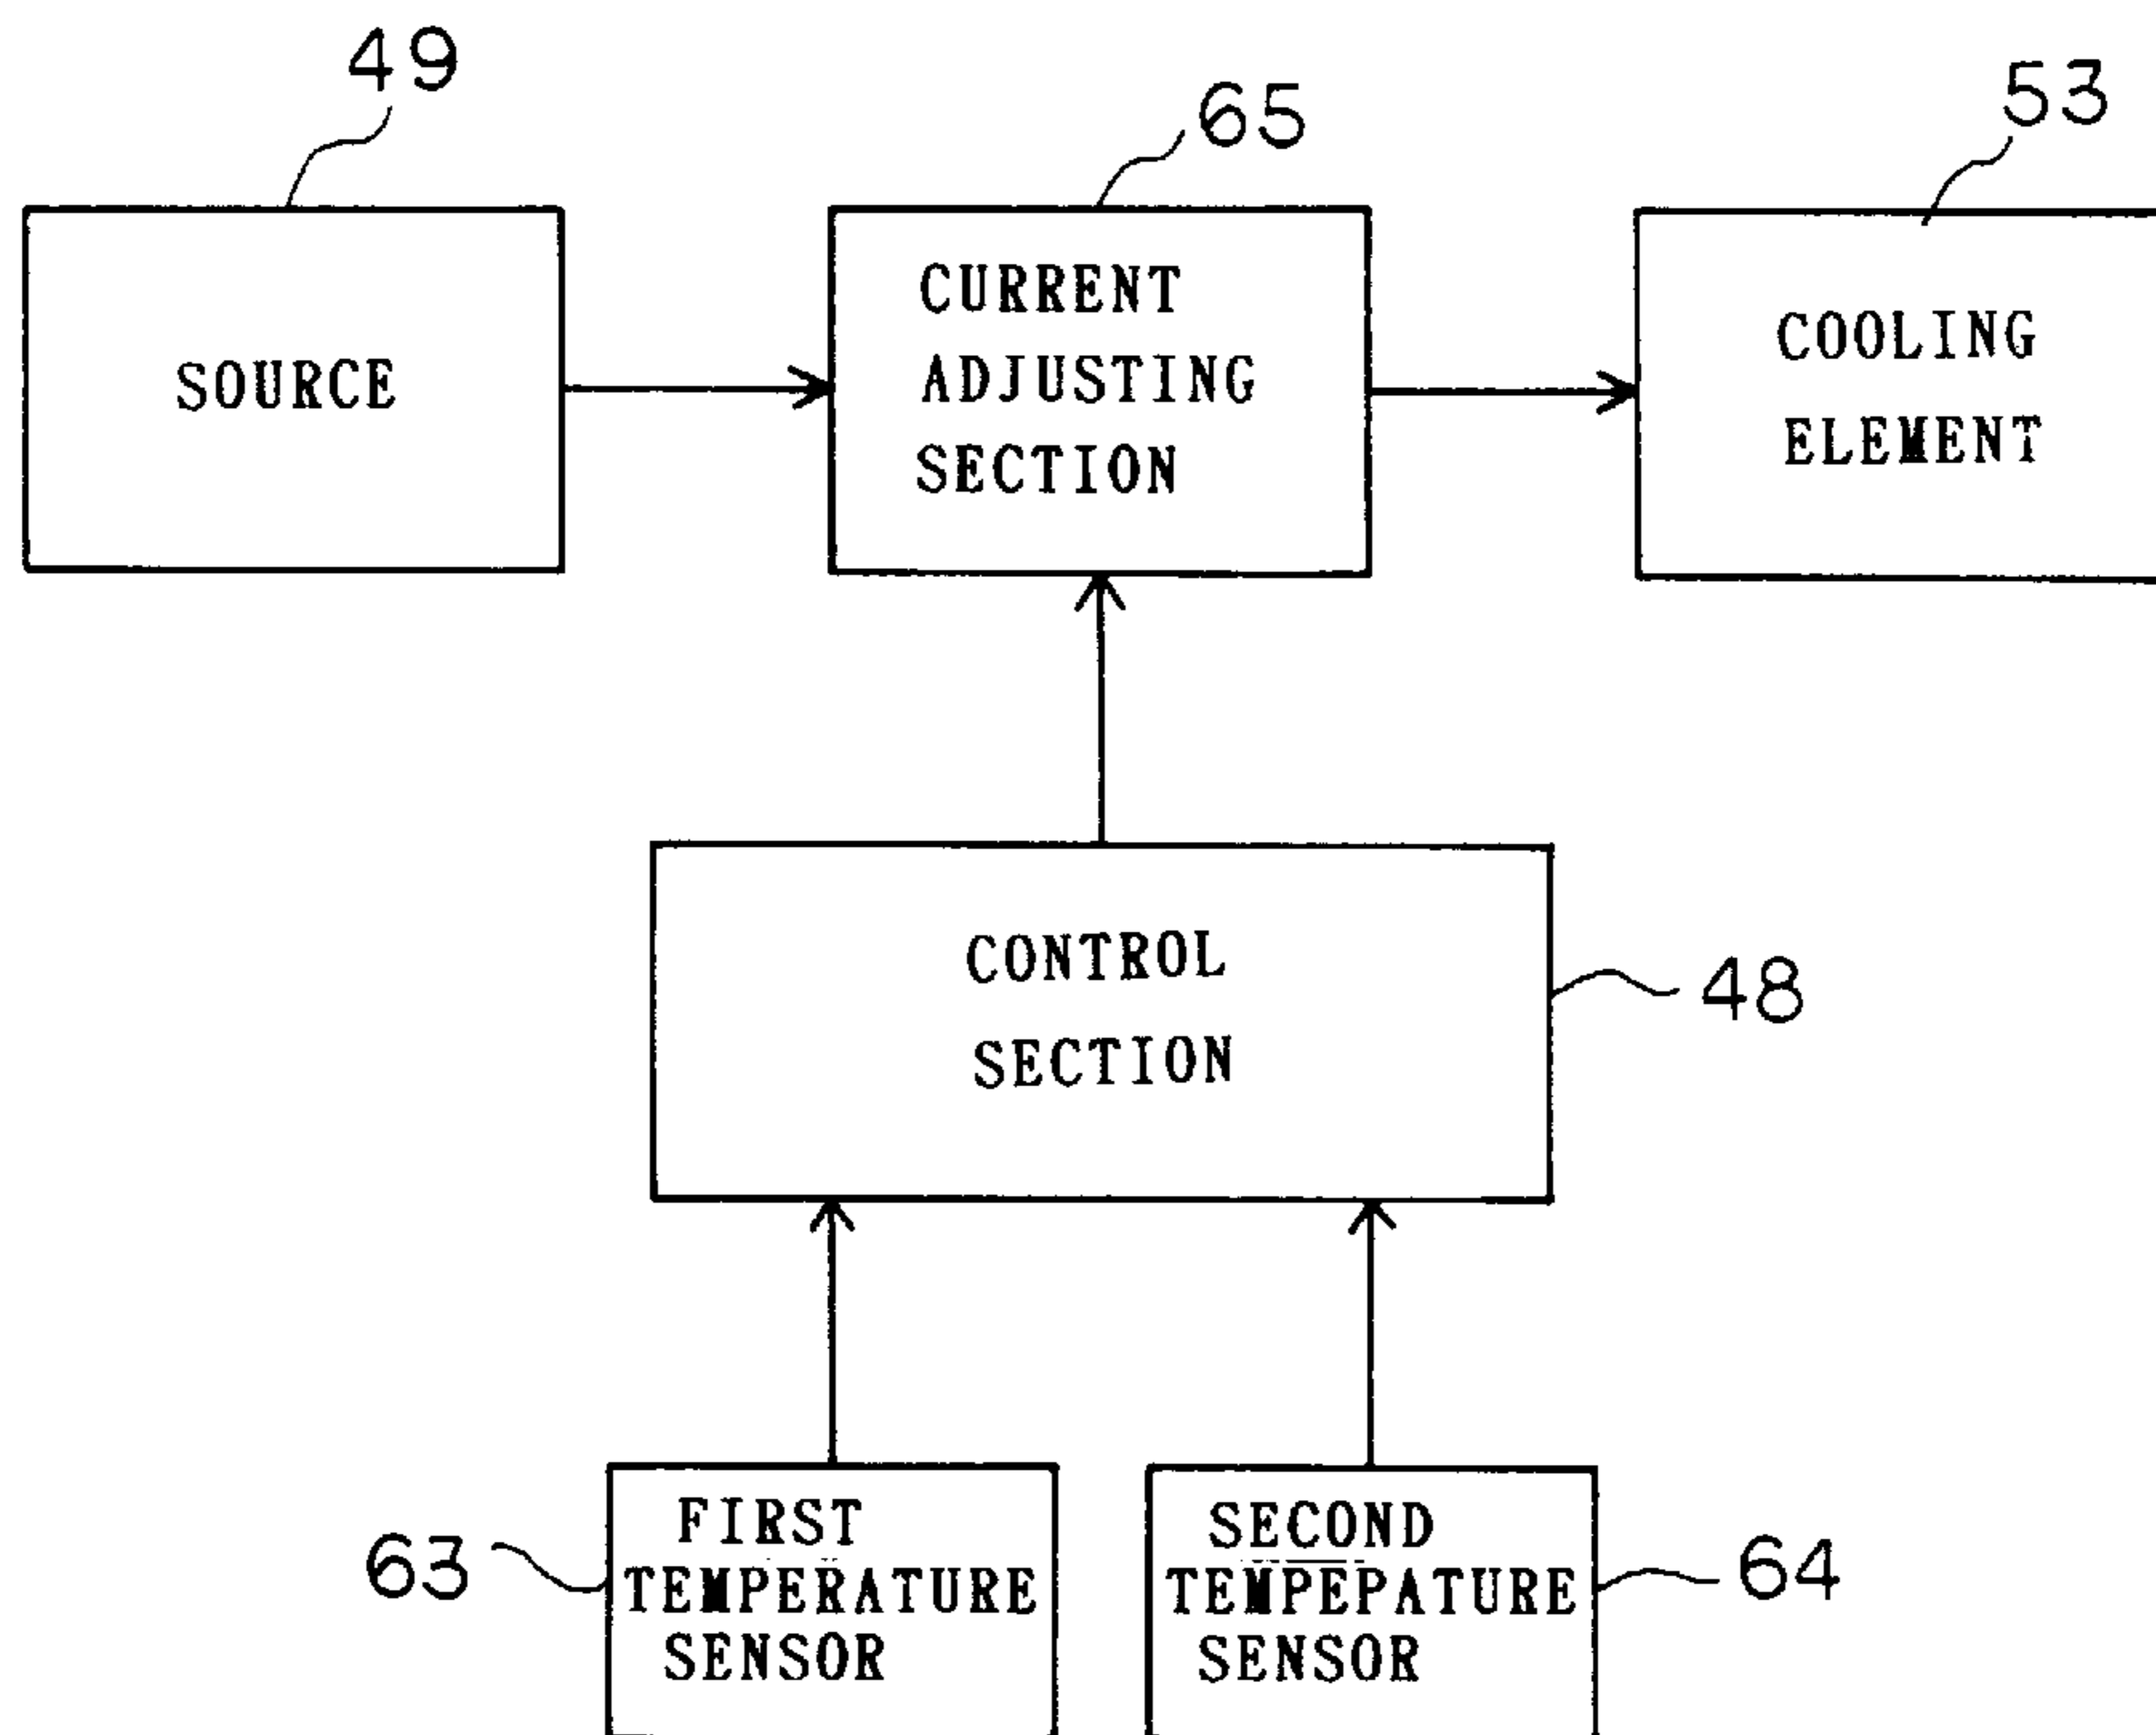 49
65
53
SOURCE
CURRENT
ADJUSTING
SECTION
COOLING
ELEMENT
CONTROL
SECTION
48
63
FIRST
TEMPERATURE
SENSOR
SECOND
TEMPEPATURE
SENSOR
64